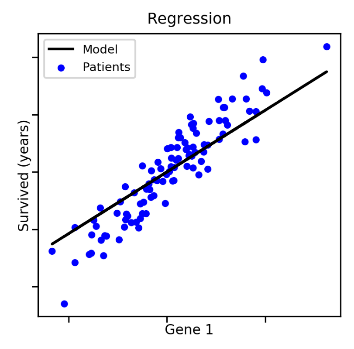 Regression
Model
Patients
Survived (years)
Gene 1